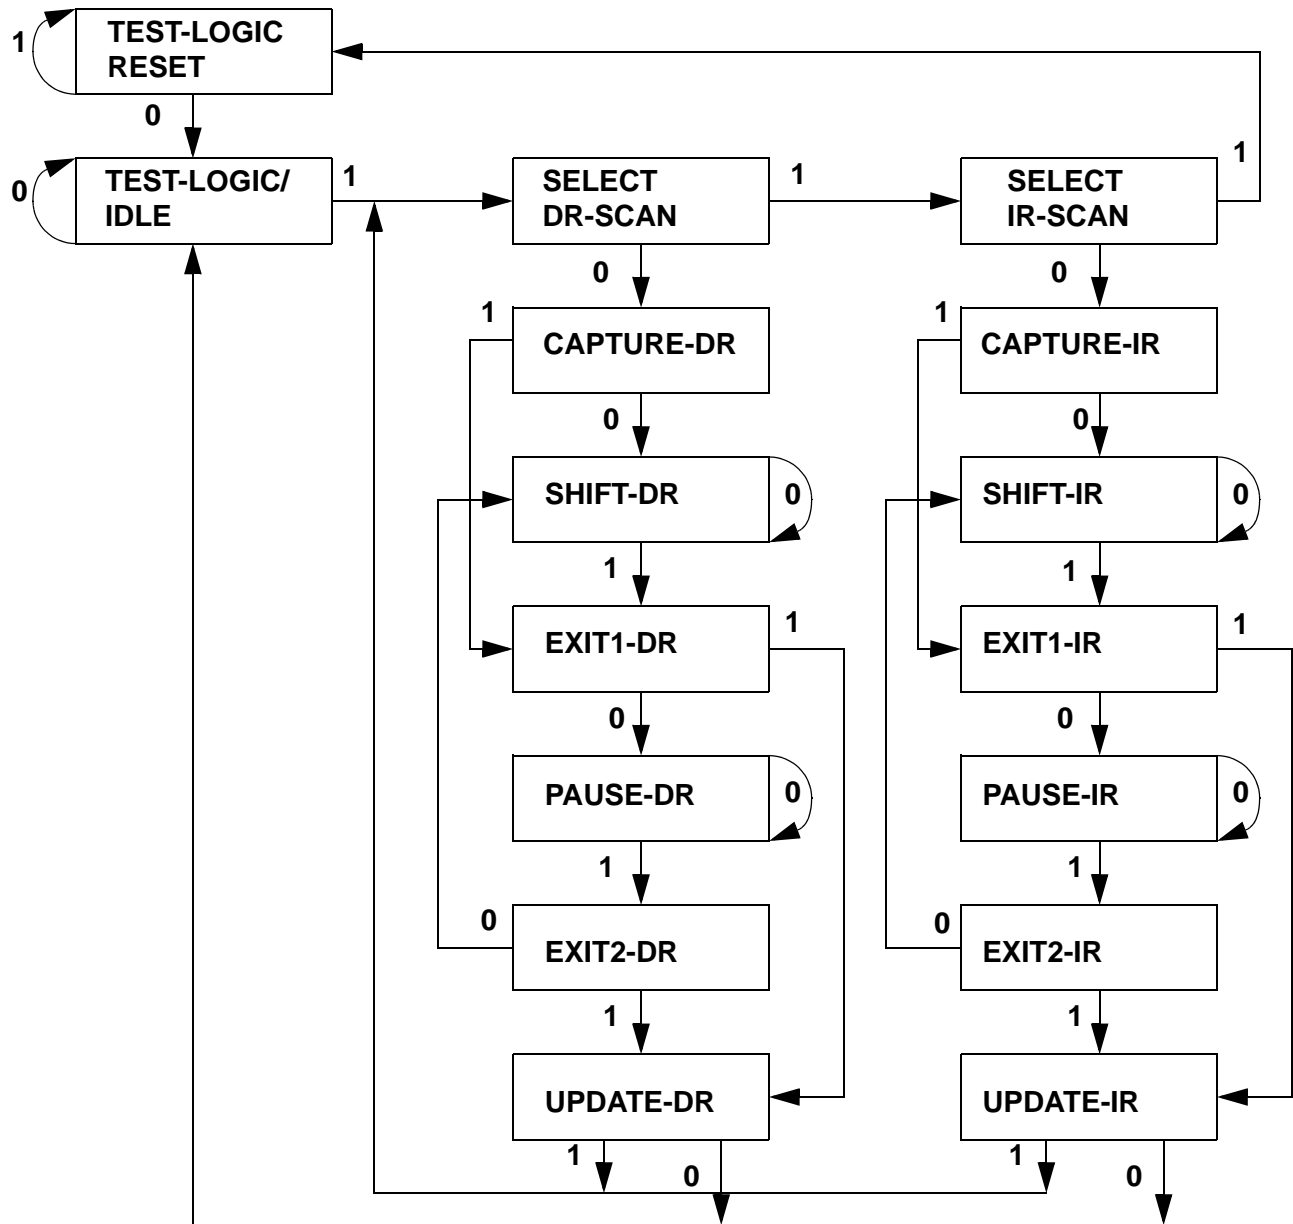 1
TEST-LOGIC
RESET
0
0
TEST-LOGIC/
IDLE
1
SELECT
DR-SCAN
1
SELECT
IR-SCAN
1
0
0
1
CAPTURE-DR
1
CAPTURE-IR
0
0
SHIFT-DR
0
SHIFT-IR
0
1
1
EXIT1-DR
1
EXIT1-IR
1
0
0
PAUSE-DR
0
PAUSE-IR
0
1
1
0
EXIT2-DR
0
EXIT2-IR
1
1
UPDATE-DR
UPDATE-IR
1
0
1
0